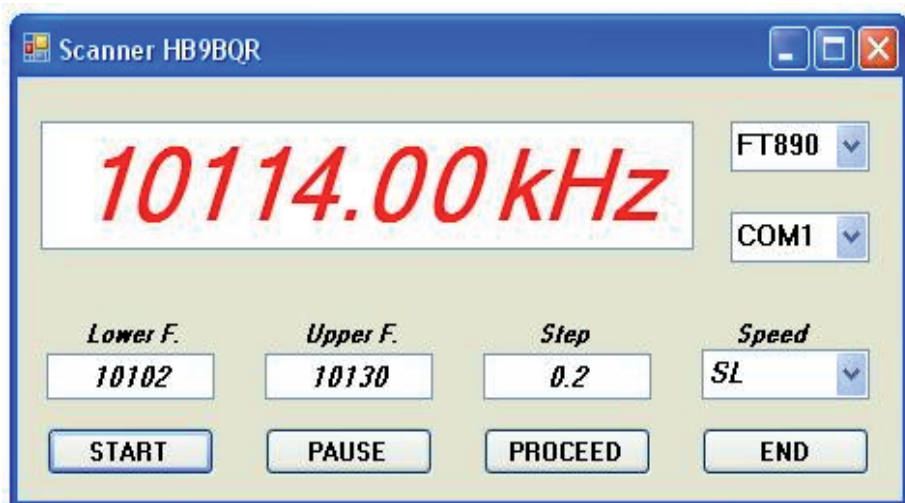 Scanner HB9BQR
10114.00 kHz
FT890
COM1
Lower F. Upper F. Step Speed
10102 10130 0.2 SL
START PAUSE PROCEED END